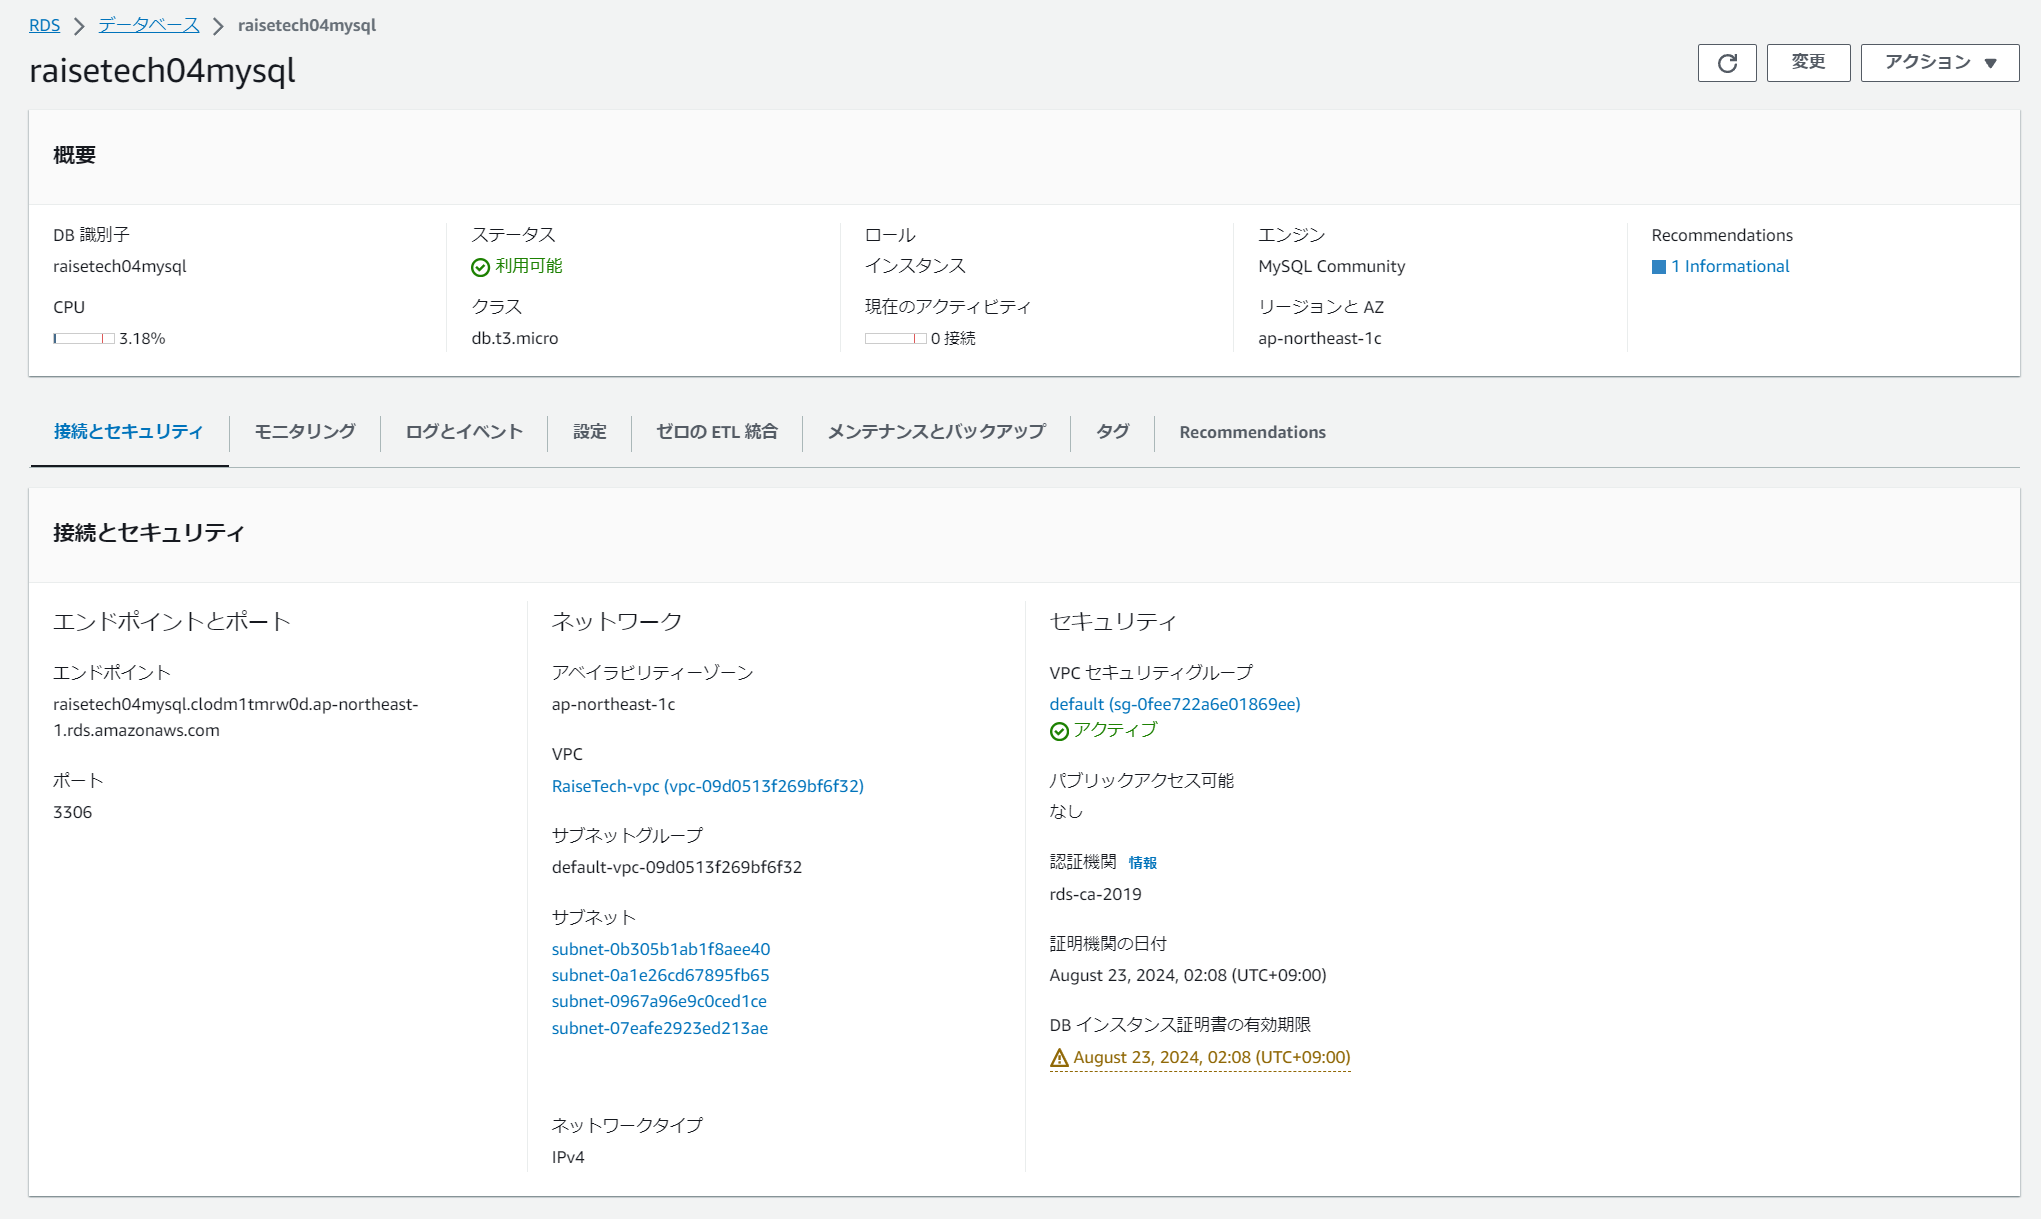 RDS > データベース > raisetech04mysql
raisetech04mysql
変更
アクション ▼
概要
DB 識別子
raisetech04mysql
CPU
3.18%
ステータス
利用可能
クラス
db.t3.micro
ロール
インスタンス
現在のアクティビティ
0 接続
エンジン
MySQL Community
リージョンと AZ
ap-northeast-1c
Recommendations
1 Informational
接続とセキュリティ
モニタリング
ログとイベント
設定
ゼロの ETL 統合
メンテナンスとバックアップ
タグ
Recommendations
接続とセキュリティ
エンドポイントとポート
エンドポイント
raisetech04mysql.clodm1tmrw0d.ap-northeast-
1.rds.amazonaws.com
ポート
3306
ネットワーク
アベイラビリティーゾーン
ap-northeast-1c
VPC
RaiseTech-vpc (vpc-09d0513f269bf6f32)
サブネットグループ
default-vpc-09d0513f269bf6f32
サブネット
subnet-0b305b1ab1f8aee40
subnet-0a1e26cd67895fb65
subnet-0967a96e9c0ced1ce
subnet-07eafe2923ed213ae
ネットワークタイプ
IPv4
セキュリティ
VPC セキュリティグループ
default (sg-0fee722a6e01869ee)
アクティブ
パブリックアクセス可能
なし
認証機関 情報
rds-ca-2019
証明機関の日付
August 23, 2024, 02:08 (UTC+09:00)
DB インスタンス証明書の有効期限
August 23, 2024, 02:08 (UTC+09:00)